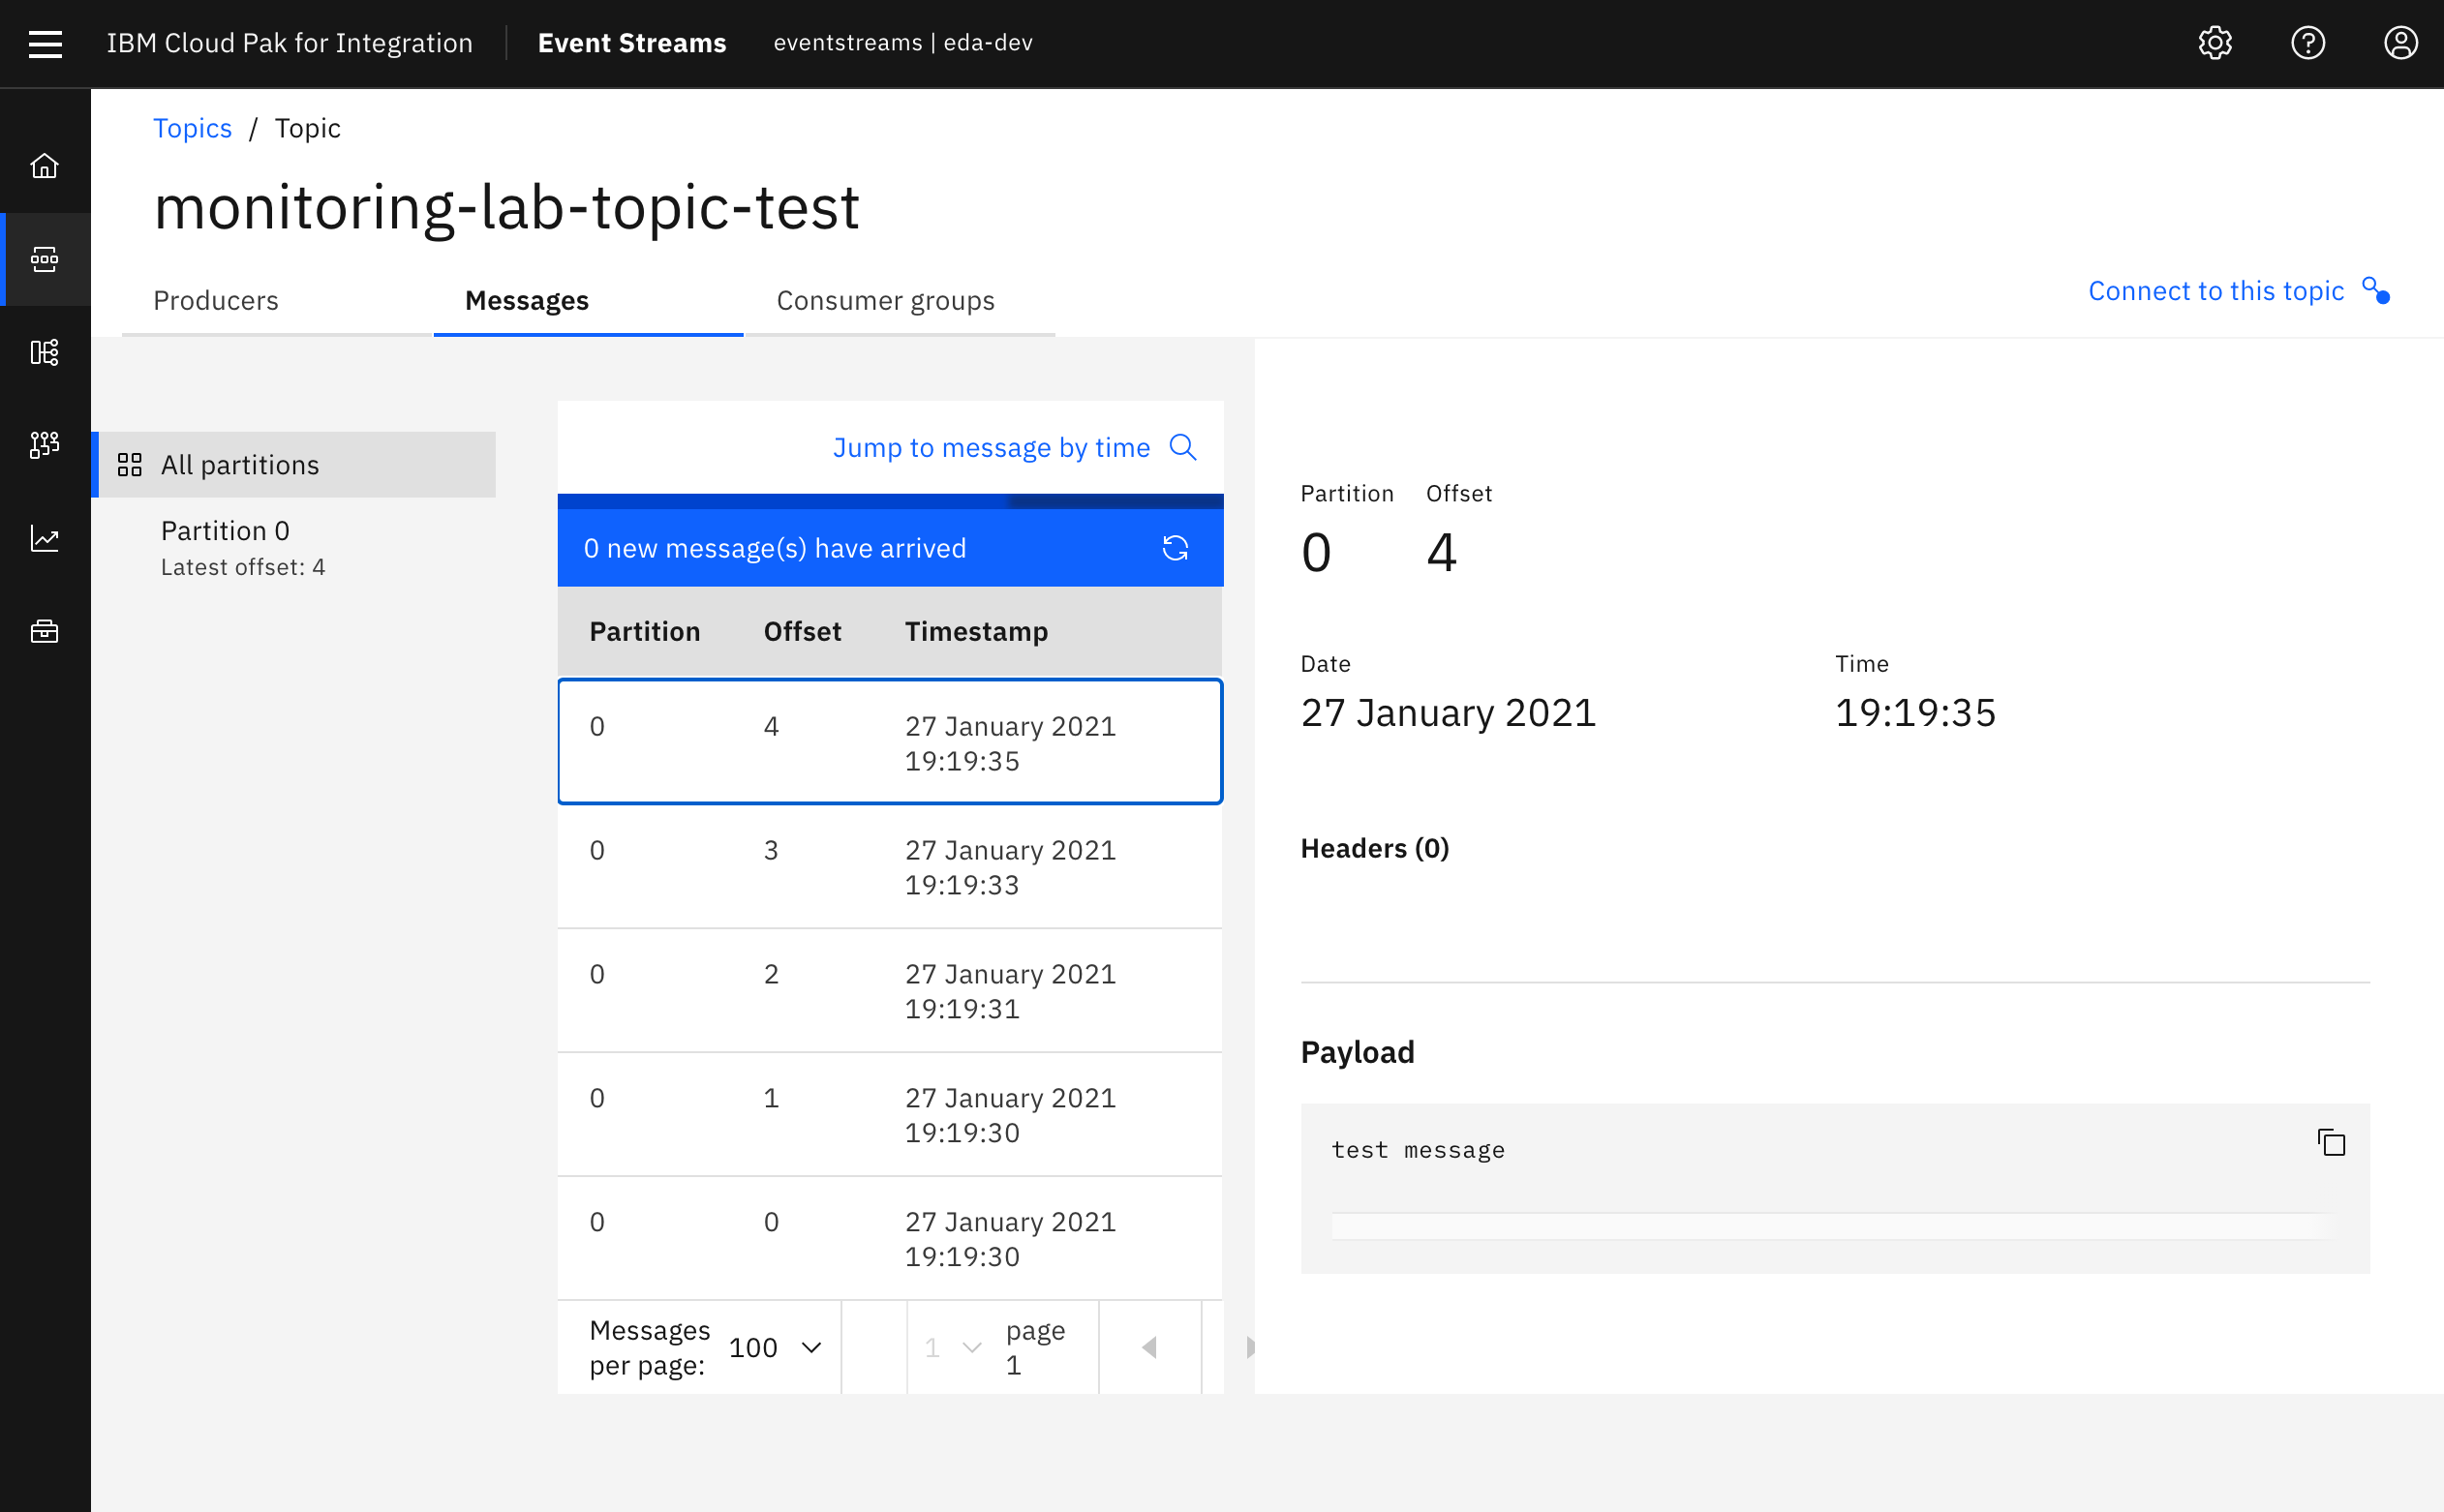 IBM Cloud Pak for Integration Event Streams eventstreams | eda-dev
Topics / Topic
monitoring-lab-topic-test
Producers Messages Consumer groups
Connect to this topic
All partitions
Partition 0
Latest offset: 4
Jump to message by time
0 new message(s) have arrived
Partition Offset Timestamp
0 4 27 January 2021
19:19:35
0 3 27 January 2021
19:19:33
0 2 27 January 2021
19:19:31
0 1 27 January 2021
19:19:30
0 0 27 January 2021
19:19:30
Messages
per page: 100 1 page
1
Partition Offset
0 4
Date Time
27 January 2021 19:19:35
Headers (0)
Payload
test message